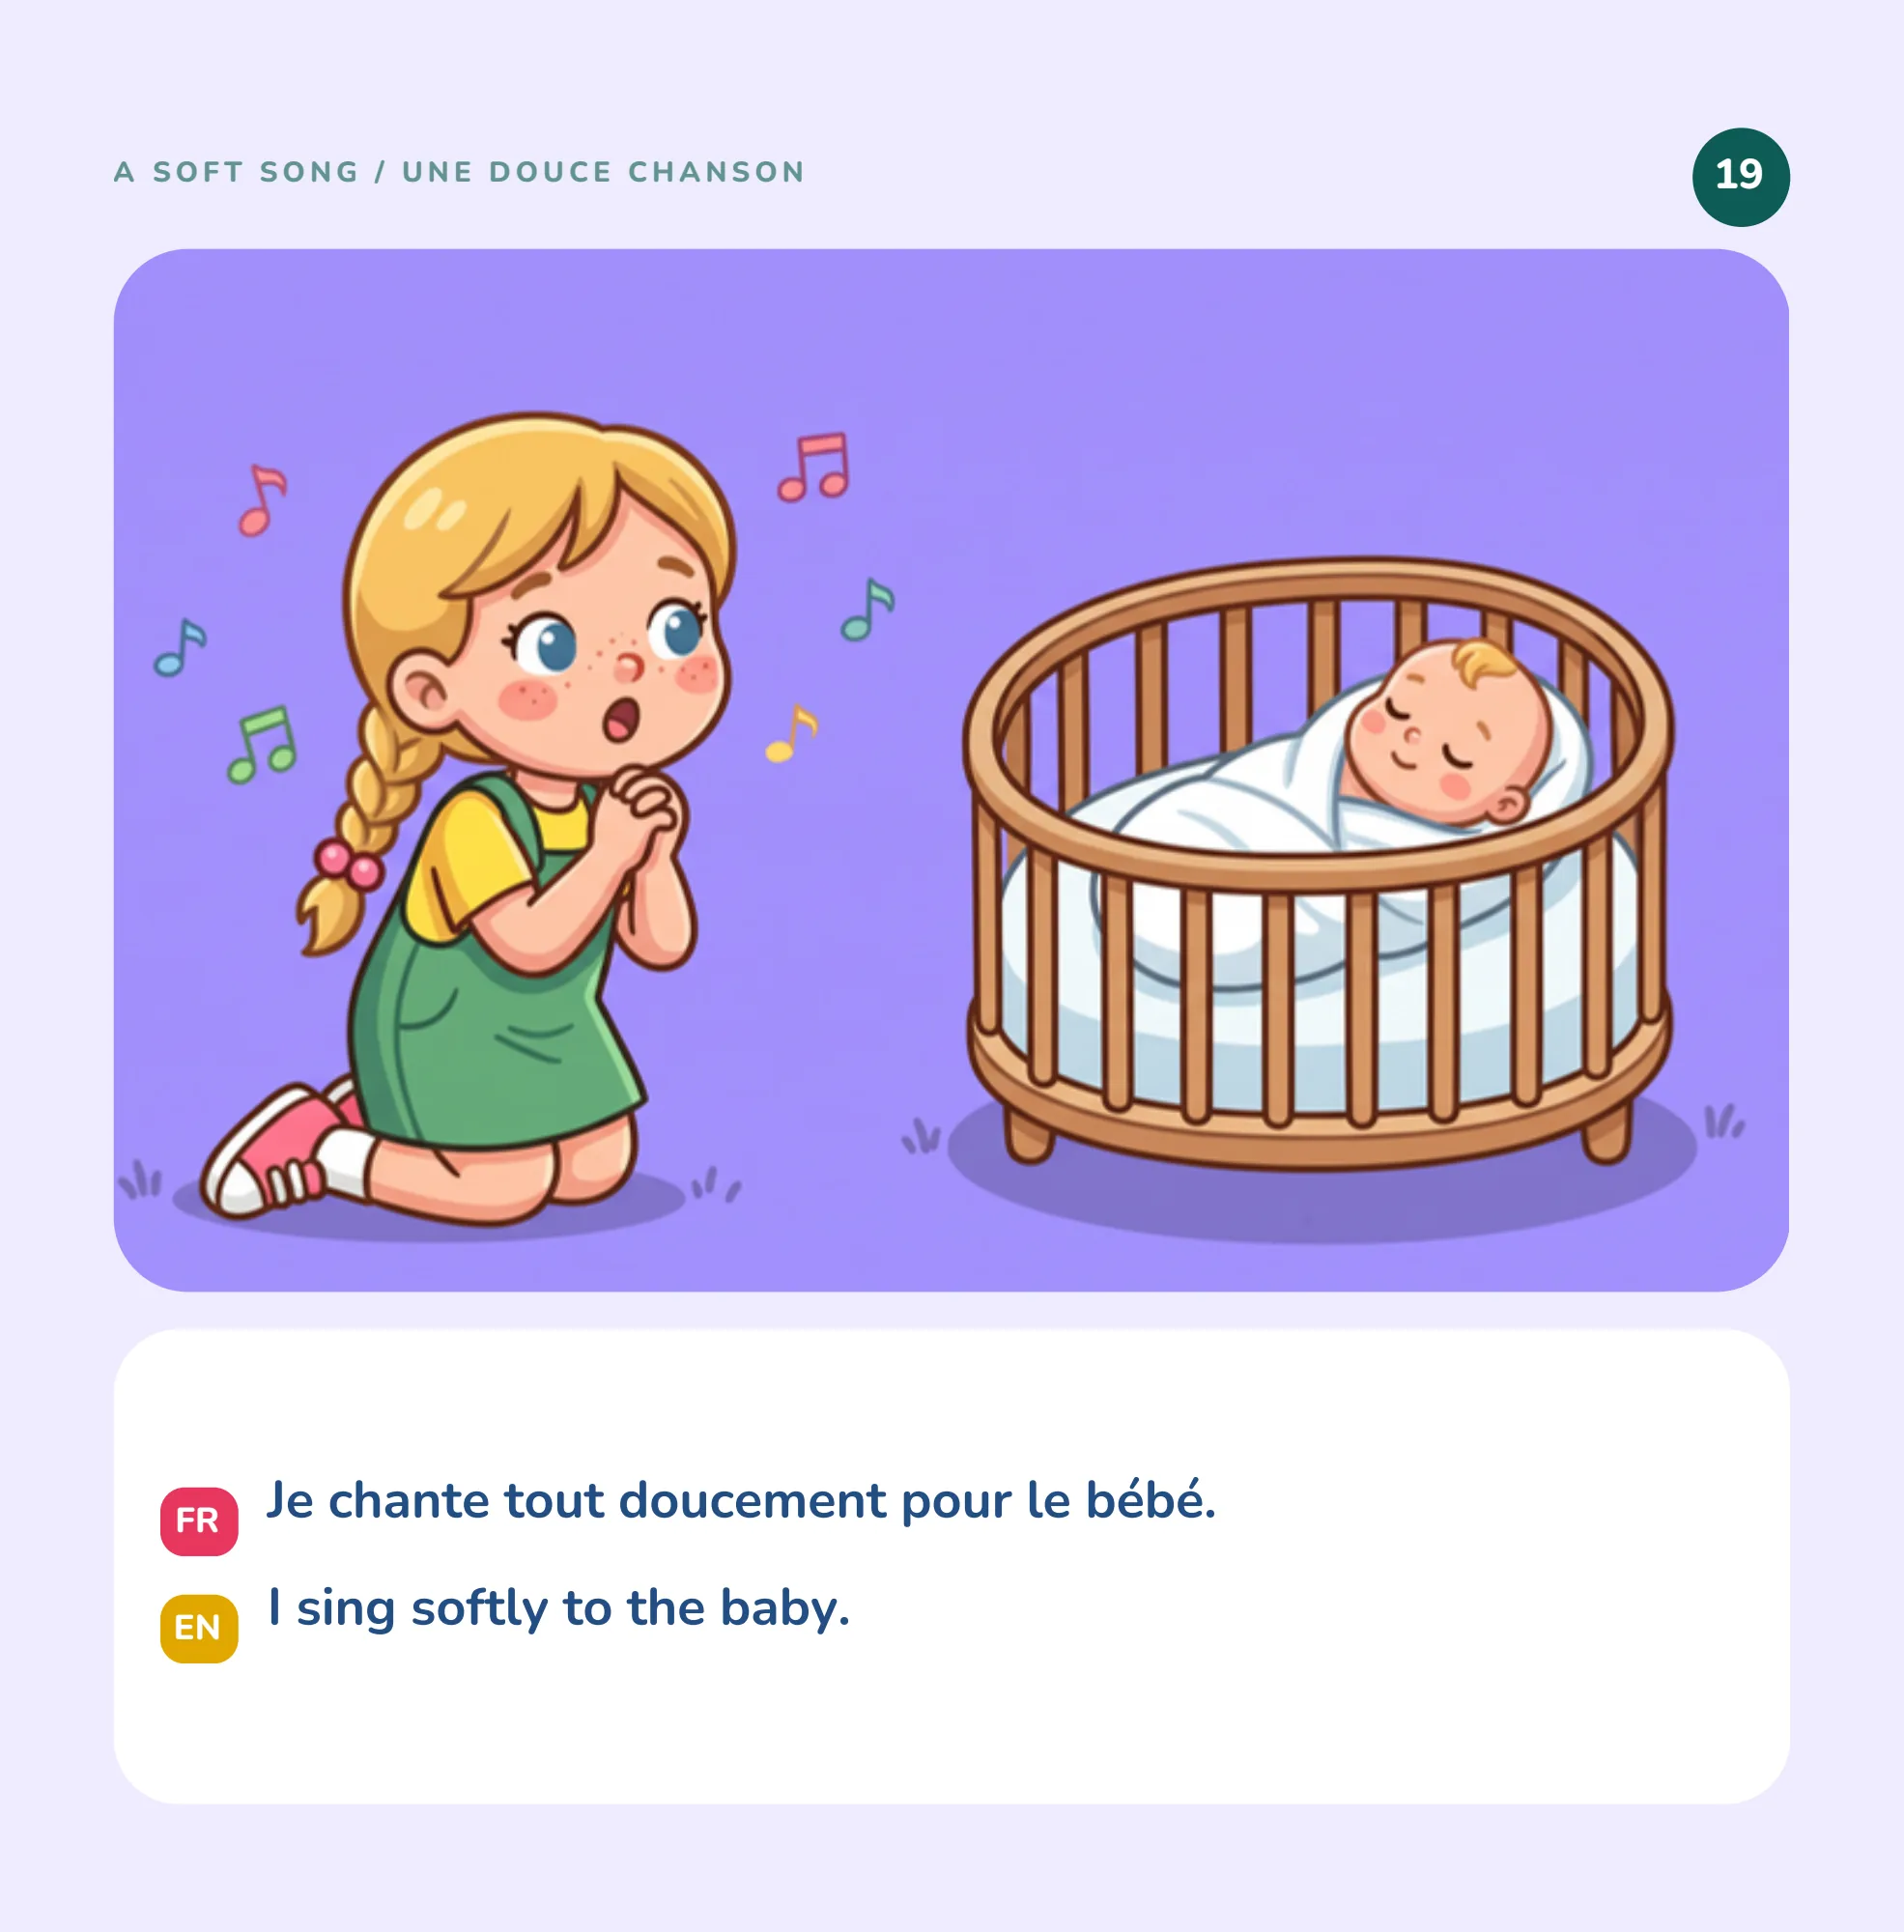 A SOFT SONG / UNE DOUCE CHANSON
19
FR Je chante tout doucement pour le bébé.
EN I sing softly to the baby.